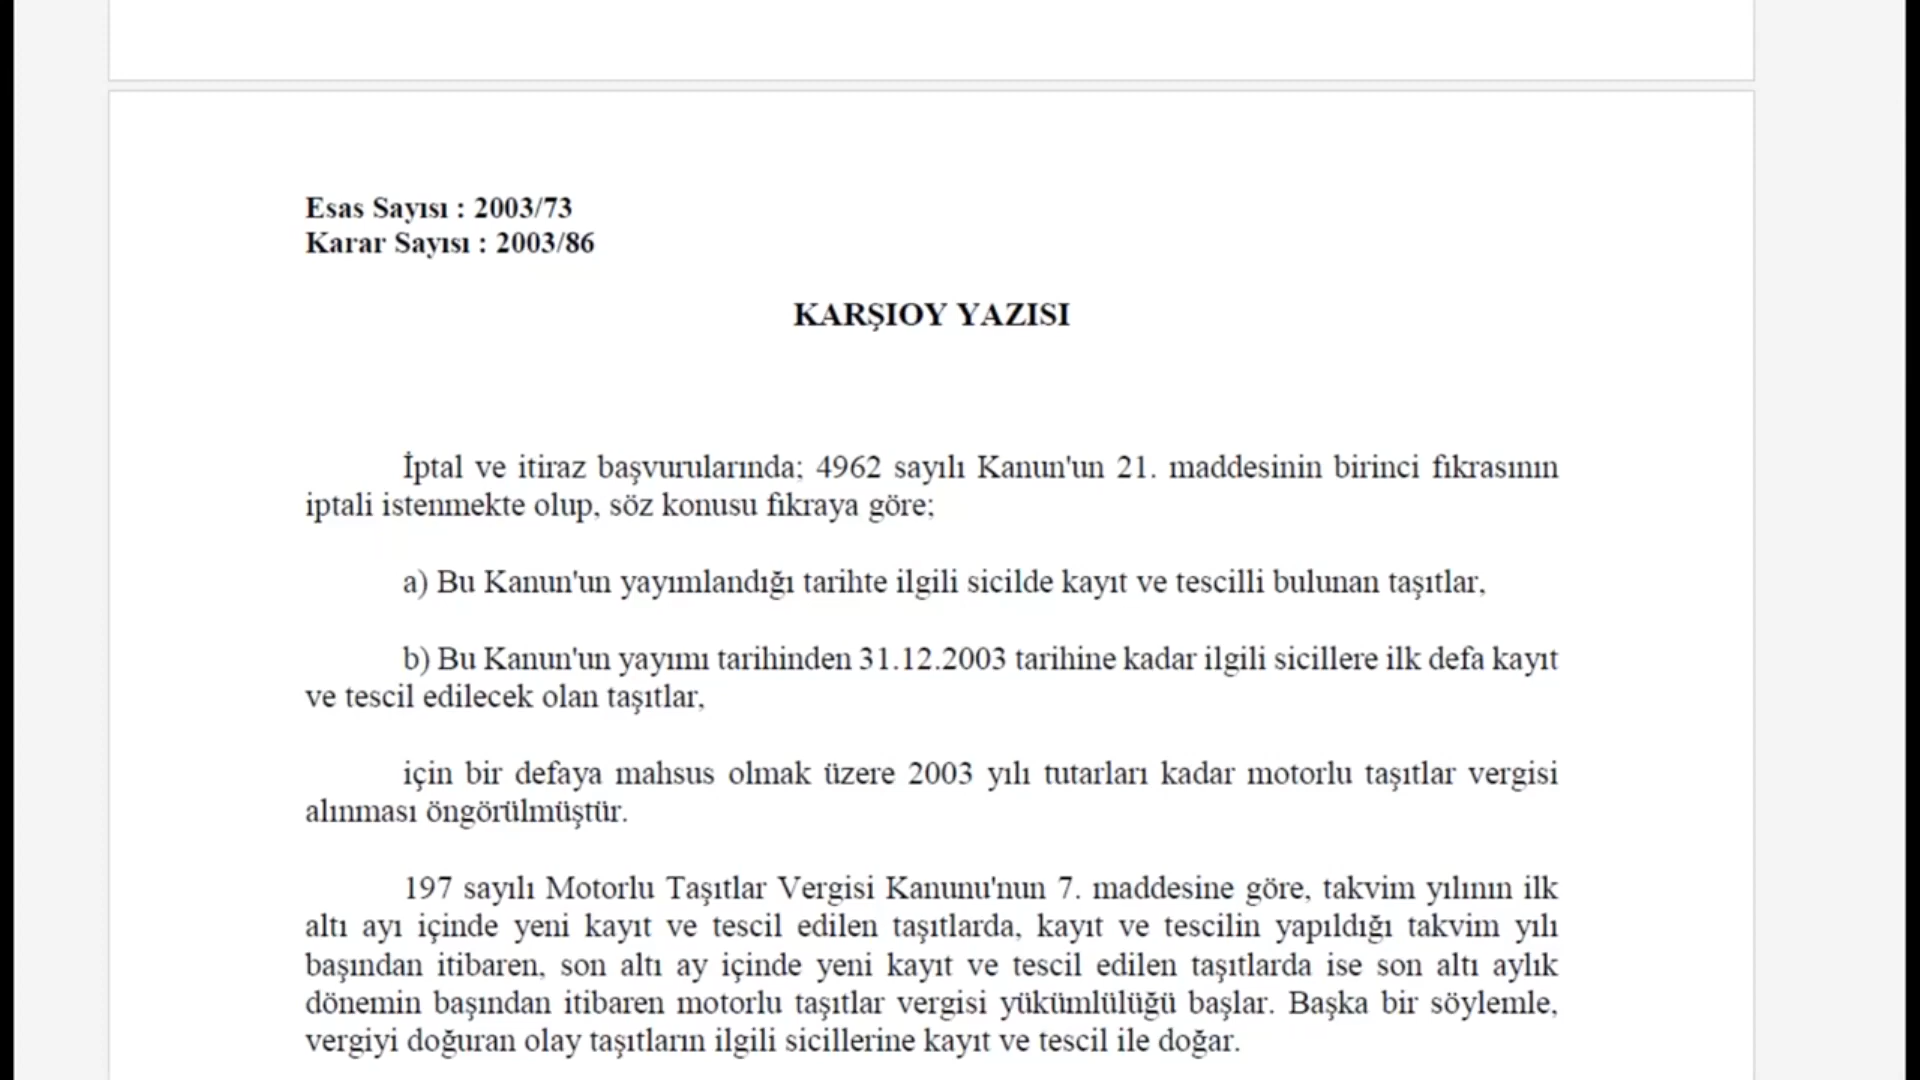 Esas Sayısı : 2003/73
Karar Sayısı : 2003/86
KARŞIOY YAZISI
İptal ve itiraz başvurularında; 4962 sayılı Kanun'un 21. maddesinin birinci fıkrasının
iptali istenmekte olup, söz konusu fıkraya göre;
a) Bu Kanun'un yayımlandığı tarihte ilgili sicilde kayıt ve tescilli bulunan taşıtlar,
b) Bu Kanun'un yayımı tarihinden 31.12.2003 tarihine kadar ilgili sicillere ilk defa kayıt
ve tescil edilecek olan taşıtlar,
için bir defaya mahsus olmak üzere 2003 yılı tutarları kadar motorlu taşıtlar vergisi
alınması öngörülmüştür.
197 sayılı Motorlu Taşıtlar Vergisi Kanunu'nun 7. maddesine göre, takvim yılının ilk
altı ayı içinde yeni kayıt ve tescil edilen taşıtlarda, kayıt ve tescilin yapıldığı takvim yılı
başından itibaren, son altı ay içinde yeni kayıt ve tescil edilen taşıtlarda ise son altı aylık
dönemin başından itibaren motorlu taşıtlar vergisi yükümlülüğü başlar. Başka bir söylemle,
vergiyi doğuran olay taşıtların ilgili sicillerine kayıt ve tescil ile doğar.